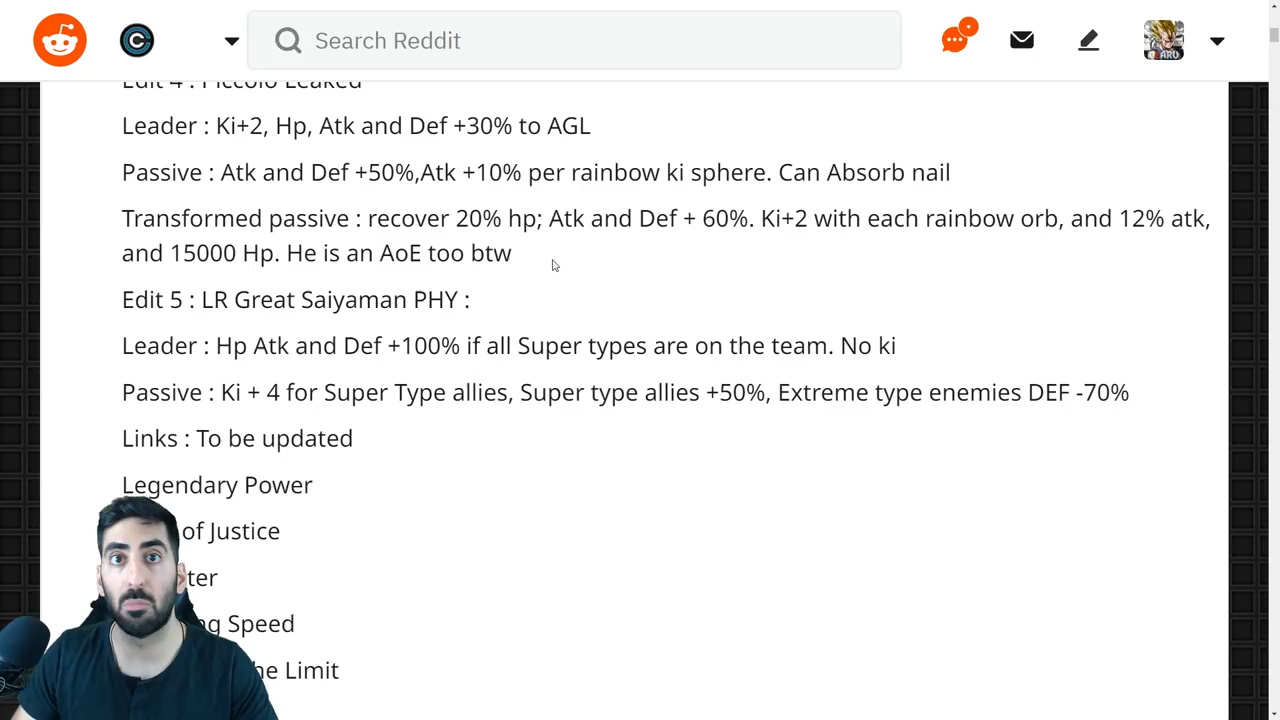 Search Reddit
Edit 4 : Piccolo Leaked
Leader : Ki+2, Hp, Atk and Def +30% to AGL
Passive : Atk and Def +50%,Atk +10% per rainbow ki sphere. Can Absorb nail
Transformed passive : recover 20% hp; Atk and Def + 60%. Ki+2 with each rainbow orb, and 12% atk,
and 15000 Hp. He is an AoE too btw
Edit 5 : LR Great Saiyaman PHY :
Leader : Hp Atk and Def +100% if all Super types are on the team. No ki
Passive : Ki + 4 for Super Type allies, Super type allies +50%, Extreme type enemies DEF -70%
Links : To be updated
Legendary Power
of Justice
Speed
Limit